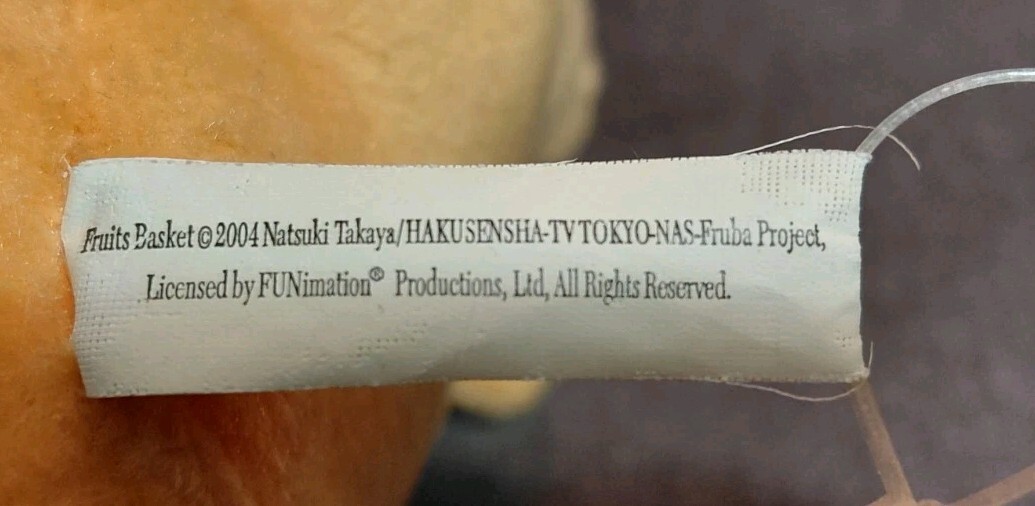 Fruits Basket©2004 Natsuki Takaya/HAKUSENSHA-TV TOKYO-NAS-Fruba Project,
Licensed by FUNimation® Productions, Ltd, All Rights Reserved.